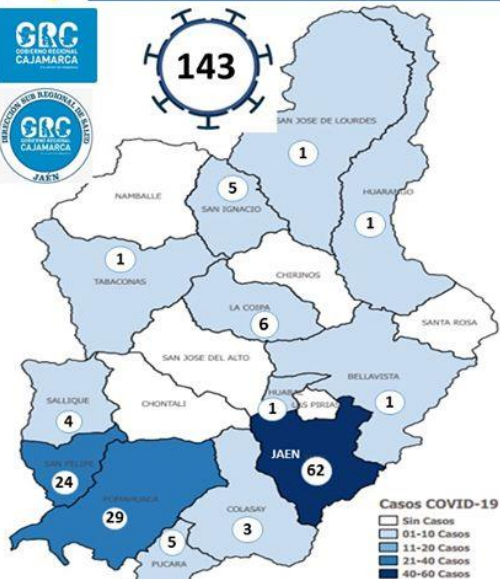 GRC
GOBIERNO REGIONAL
CAJAMARCA
143
DIRECCIÓN SUB REGIONAL DE SALUD
GRC
GOBIERNO REGIONAL
CAJAMARCA
JAÉN
SAN JOSE DE LOURDES
1
NAMBALLE
5
SAN IGNACIO
HUARANGO
1
1
TABACONAS
CHIRINOS
LA COIPA
6
SANTA ROSA
SAN JOSE DEL ALTO
BELLAVISTA
SALLIQUE
4
CHONTALI
1
LAS PIRIAS
1
JAEN
62
SAN FELIPE
24
POMAHUACA
29
COLASAY
3
5
PUCARA
Casos COVID-19
Sin Casos
01-10 Casos
11-20 Casos
21-40 Casos
40-60 Casos